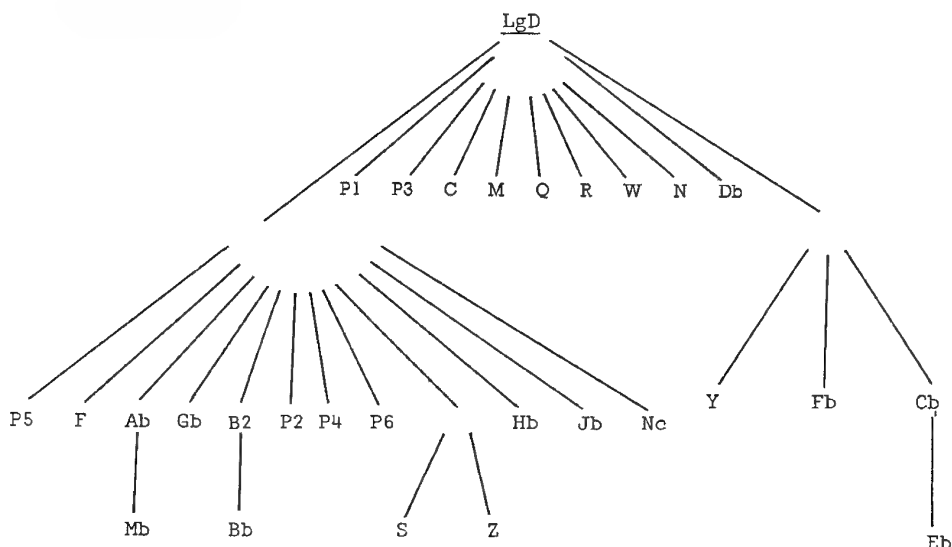 LgD
P1 P3 C M Q R W N Db
P5 F Ab Gb B2 P2 P4 P6 Hb Jb Nc Y Fb Cb
Mb Bb S Z Eb